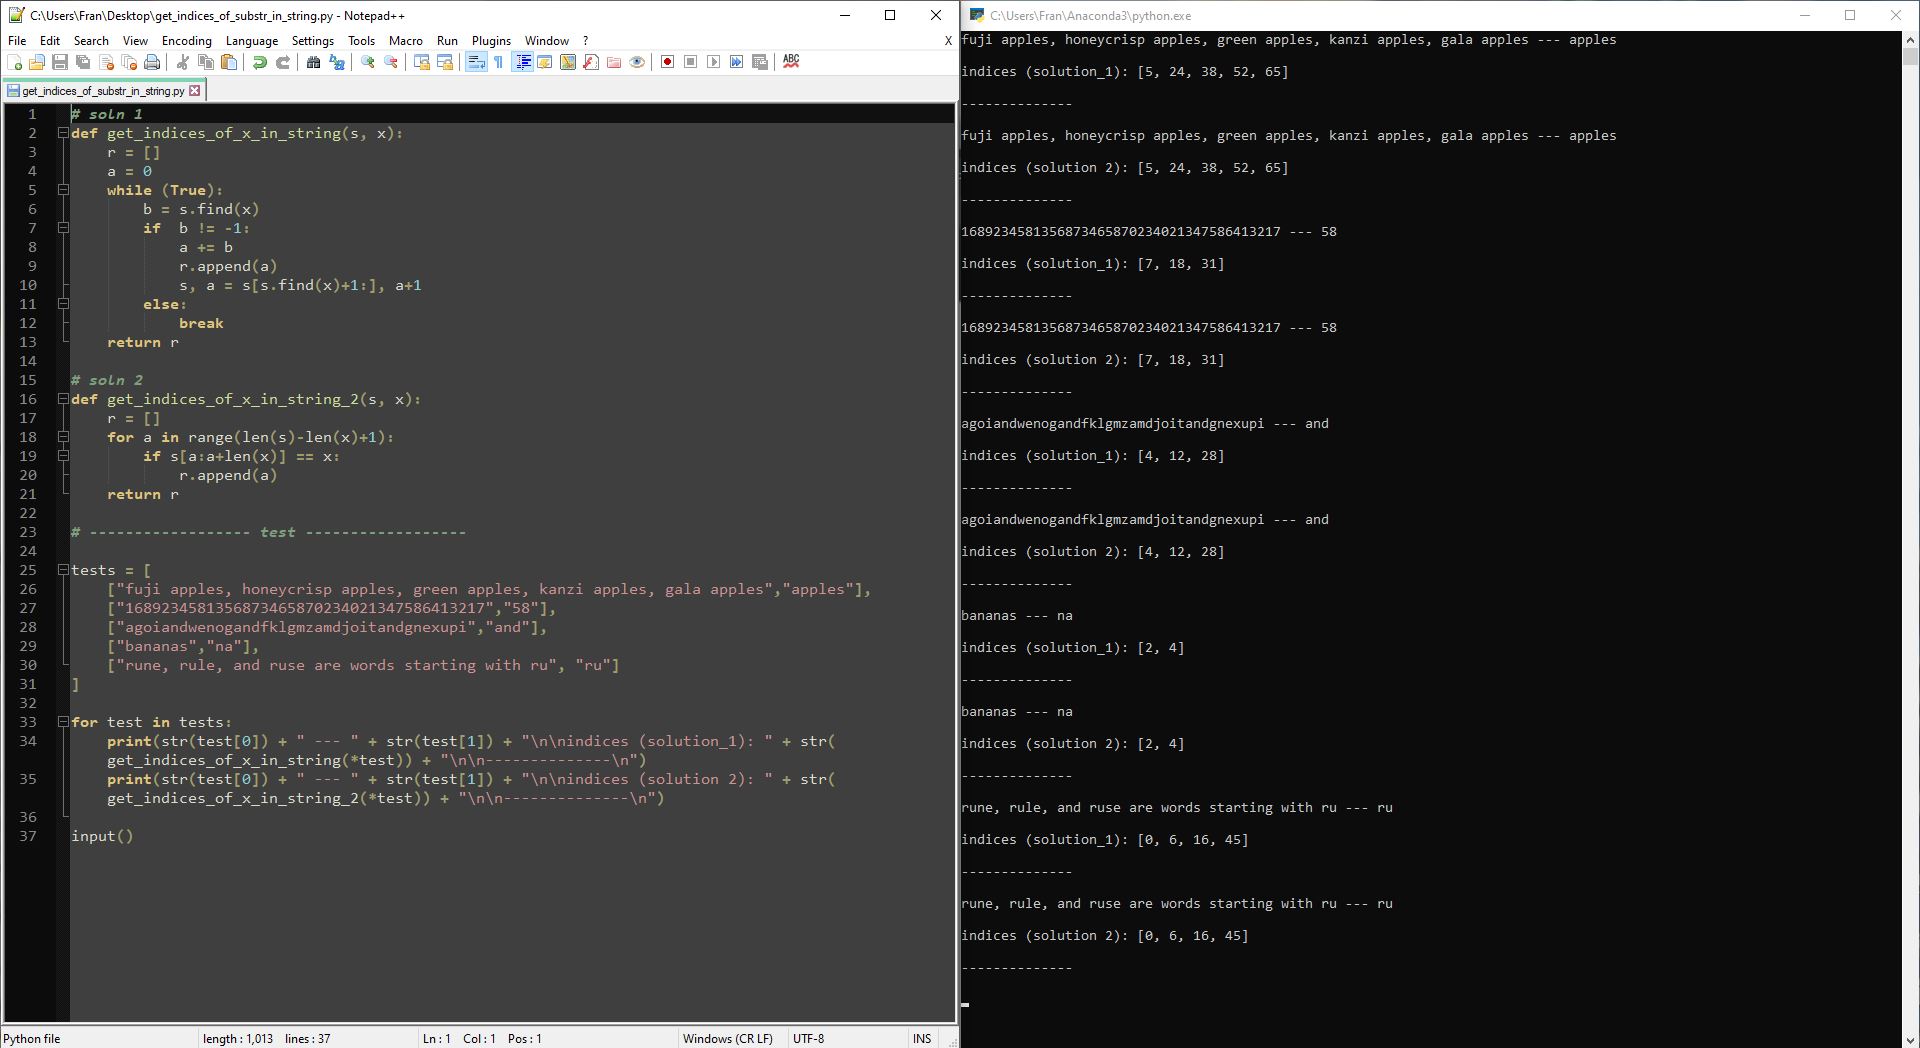 C:\Users\Fran\Desktop\get_indices_of_substr_in_string.py - Notepad++
File Edit Search View Encoding Language Settings Tools Macro Run Plugins Window ? X
ABC
get_indices_of_substr_in_string.py
1 # soln 1
2 def get_indices_of_x_in_string(s, x):
3     r = []
4     a = 0
5     while (True):
6         b = s.find(x)
7         if  b != -1:
8             a += b
9             r.append(a)
10             s, a = s[s.find(x)+1:], a+1
11         else:
12             break
13     return r
14
15 # soln 2
16 def get_indices_of_x_in_string_2(s, x):
17     r = []
18     for a in range(len(s)-len(x)+1):
19         if s[a:a+len(x)] == x:
20             r.append(a)
21     return r
22
23 # ------------------ test ------------------
24
25 tests = [
26     ["fuji apples, honeycrisp apples, green apples, kanzi apples, gala apples","apples"],
27     ["1689234581356873465870234021347586413217","58"],
28     ["agoiandwenogandfklgmzamdjoitandgnexupi","and"],
29     ["bananas","na"],
30     ["rune, rule, and ruse are words starting with ru", "ru"]
31 ]
32
33 for test in tests:
34     print(str(test[0]) + " --- " + str(test[1]) + "\n\nindices (solution_1): " + str(
    get_indices_of_x_in_string(*test)) + "\n\n--------------\n")
35     print(str(test[0]) + " --- " + str(test[1]) + "\n\nindices (solution 2): " + str(
    get_indices_of_x_in_string_2(*test)) + "\n\n--------------\n")
36
37 input()
Python file length : 1,013 lines : 37 Ln : 1 Col : 1 Pos : 1 Windows (CR LF) UTF-8 INS
C:\Users\Fran\Anaconda3\python.exe
fuji apples, honeycrisp apples, green apples, kanzi apples, gala apples --- apples
indices (solution_1): [5, 24, 38, 52, 65]
--------------
fuji apples, honeycrisp apples, green apples, kanzi apples, gala apples --- apples
indices (solution 2): [5, 24, 38, 52, 65]
--------------
1689234581356873465870234021347586413217 --- 58
indices (solution_1): [7, 18, 31]
--------------
1689234581356873465870234021347586413217 --- 58
indices (solution 2): [7, 18, 31]
--------------
agoiandwenogandfklgmzamdjoitandgnexupi --- and
indices (solution_1): [4, 12, 28]
--------------
agoiandwenogandfklgmzamdjoitandgnexupi --- and
indices (solution 2): [4, 12, 28]
--------------
bananas --- na
indices (solution_1): [2, 4]
--------------
bananas --- na
indices (solution 2): [2, 4]
--------------
rune, rule, and ruse are words starting with ru --- ru
indices (solution_1): [0, 6, 16, 45]
--------------
rune, rule, and ruse are words starting with ru --- ru
indices (solution 2): [0, 6, 16, 45]
--------------